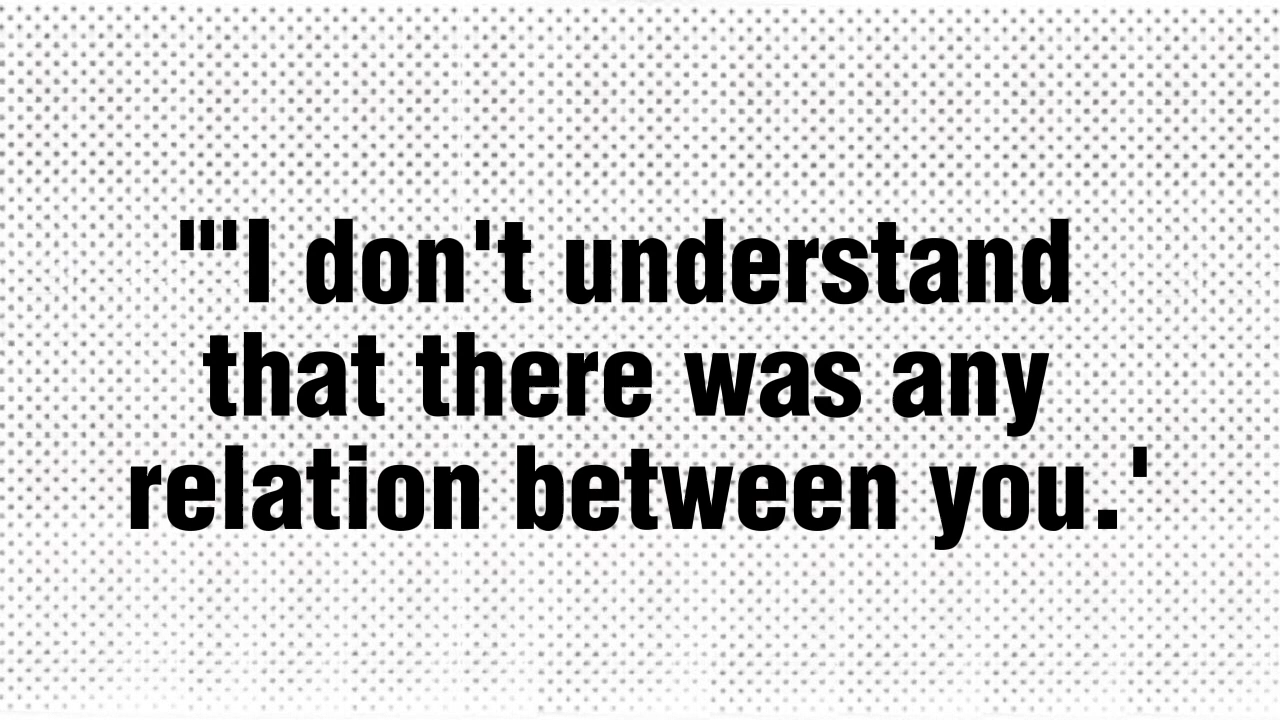 "'I don't understand
that there was any
relation between you.'